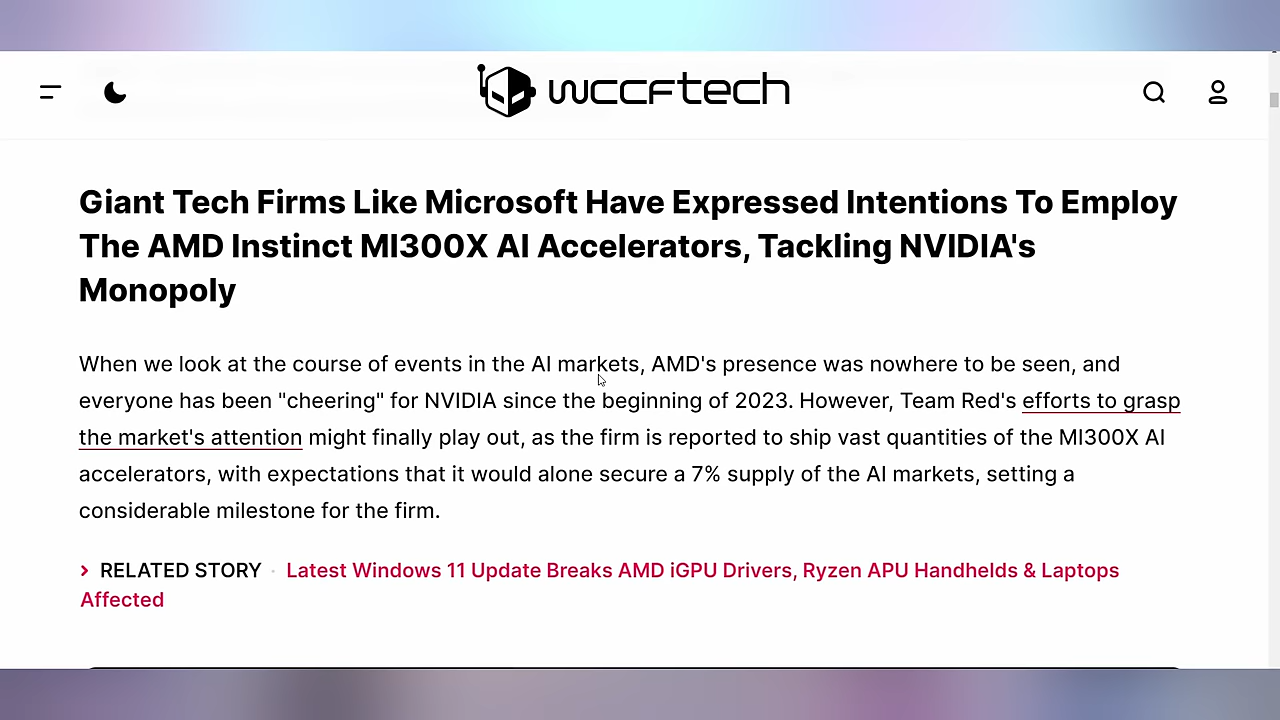 wccftech
Giant Tech Firms Like Microsoft Have Expressed Intentions To Employ
The AMD Instinct MI300X AI Accelerators, Tackling NVIDIA's
Monopoly
When we look at the course of events in the AI markets, AMD's presence was nowhere to be seen, and
everyone has been "cheering" for NVIDIA since the beginning of 2023. However, Team Red's efforts to grasp
the market's attention might finally play out, as the firm is reported to ship vast quantities of the MI300X AI
accelerators, with expectations that it would alone secure a 7% supply of the AI markets, setting a
considerable milestone for the firm.
RELATED STORY · Latest Windows 11 Update Breaks AMD iGPU Drivers, Ryzen APU Handhelds & Laptops
Affected